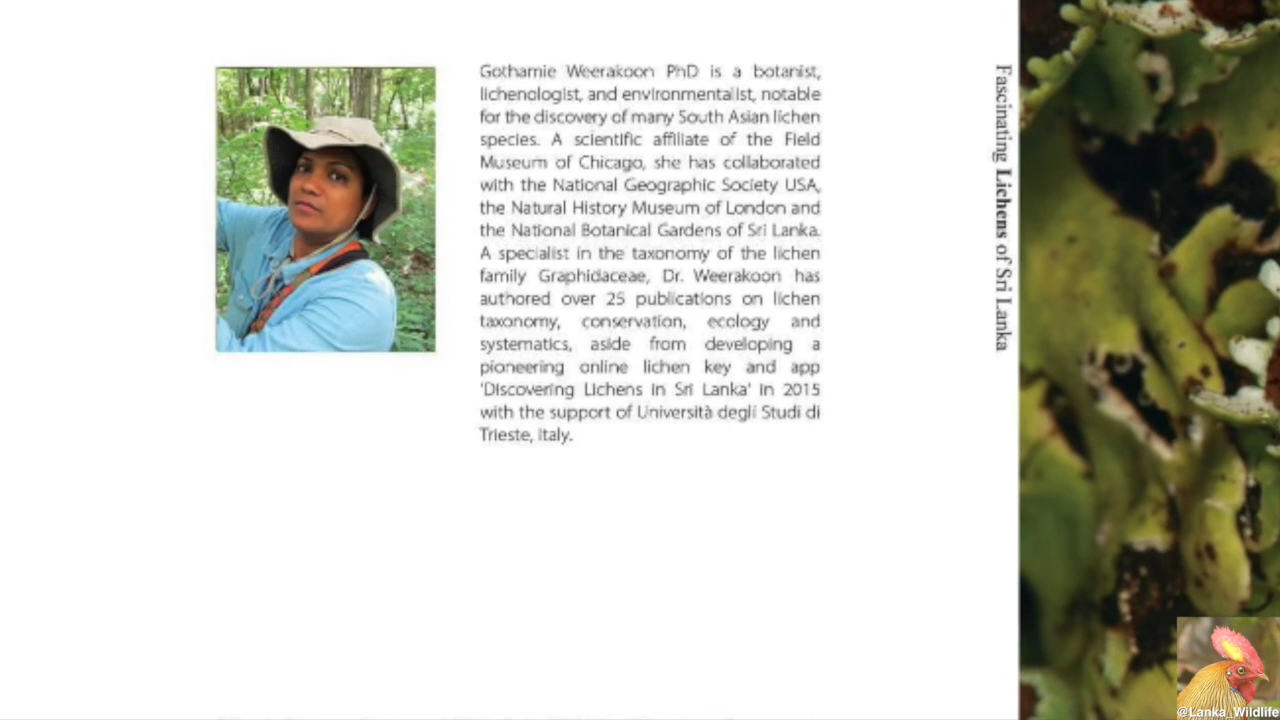 Gothamie Weerakoon PhD is a botanist,
lichenologist, and environmentalist, notable
for the discovery of many South Asian lichen
species. A scientific affiliate of the Field
Museum of Chicago, she has collaborated
with the National Geographic Society USA,
the Natural History Museum of London and
the National Botanical Gardens of Sri Lanka.
A specialist in the taxonomy of the lichen
family Graphidaceae, Dr. Weerakoon has
authored over 25 publications on lichen
taxonomy, conservation, ecology and
systematics, aside from developing a
pioneering online lichen key and app
'Discovering Lichens in Sri Lanka' in 2015
with the support of Università degli Studi di
Trieste, Italy.
Fascinating Lichens of Sri Lanka
@Lanka_Wildlife